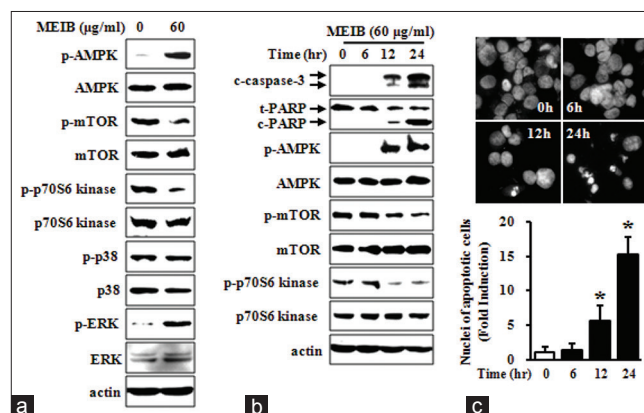 MEIB (µg/ml) 0 60
p-AMPK
AMPK
p-mTOR
mTOR
p-p70S6 kinase
p70S6 kinase
p-p38
p38
p-ERK
ERK
actin
a
MEIB (60 µg/ml)
Time (hr) 0 6 12 24
c-caspase-3
t-PARP
c-PARP
p-AMPK
AMPK
p-mTOR
mTOR
p-p70S6 kinase
p70S6 kinase
actin
b
0h
6h
12h
24h
Nuclei of apoptotic cells
(Fold Induction)
20
15
10
5
0
*
*
Time (hr) 0 6 12 24
c